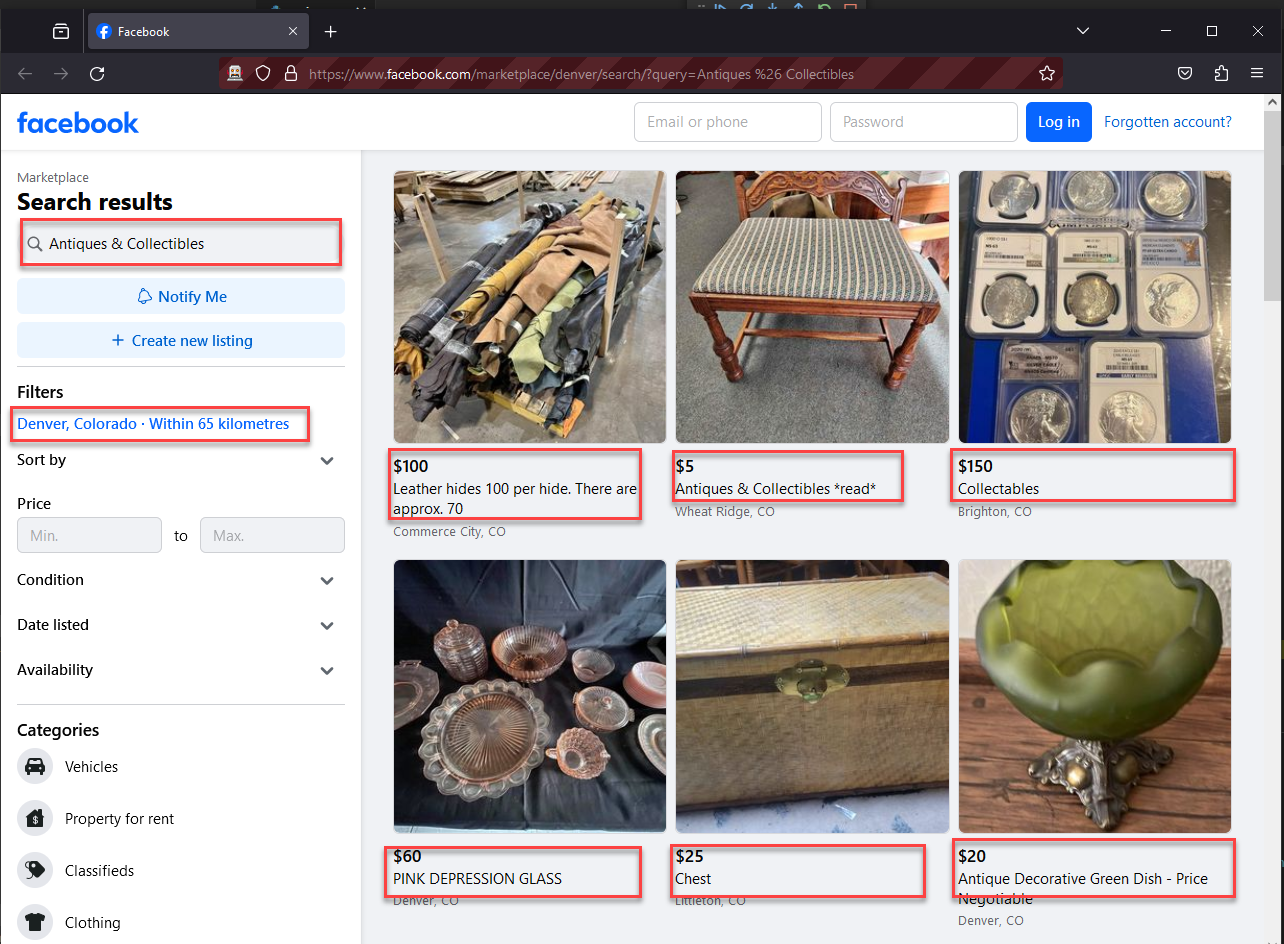 Facebook
https://www.facebook.com/marketplace/denver/search/?query=Antiques %26 Collectibles
facebook
Email or phone
Password
Log in
Forgotten account?
Marketplace
Search results
Antiques & Collectibles
Notify Me
+ Create new listing
Filters
Denver, Colorado · Within 65 kilometres
Sort by
Price
Min.
to
Max.
Condition
Date listed
Availability
Categories
Vehicles
Property for rent
Classifieds
Clothing
$100
Leather hides 100 per hide. There are
approx. 70
Commerce City, CO
$5
Antiques & Collectibles *read*
Wheat Ridge, CO
$150
Collectables
Brighton, CO
$60
PINK DEPRESSION GLASS
Denver, CO
$25
Chest
Littleton, CO
$20
Antique Decorative Green Dish - Price
Negotiable
Denver, CO